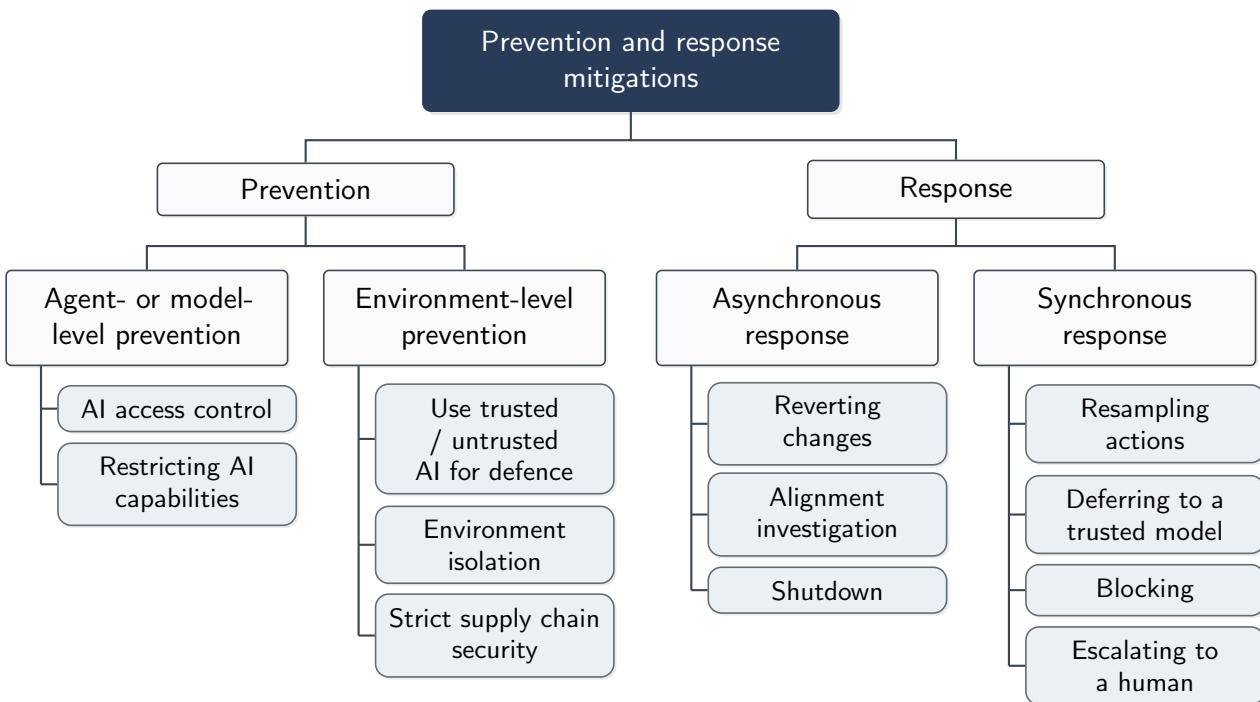 Prevention and response
mitigations
Prevention
Response
Agent- or model-
level prevention
Environment-level
prevention
Asynchronous
response
Synchronous
response
AI access control
Restricting AI
capabilities
Use trusted
/ untrusted
AI for defence
Environment
isolation
Strict supply chain
security
Reverting
changes
Alignment
investigation
Shutdown
Resampling
actions
Deferring to a
trusted model
Blocking
Escalating to
a human